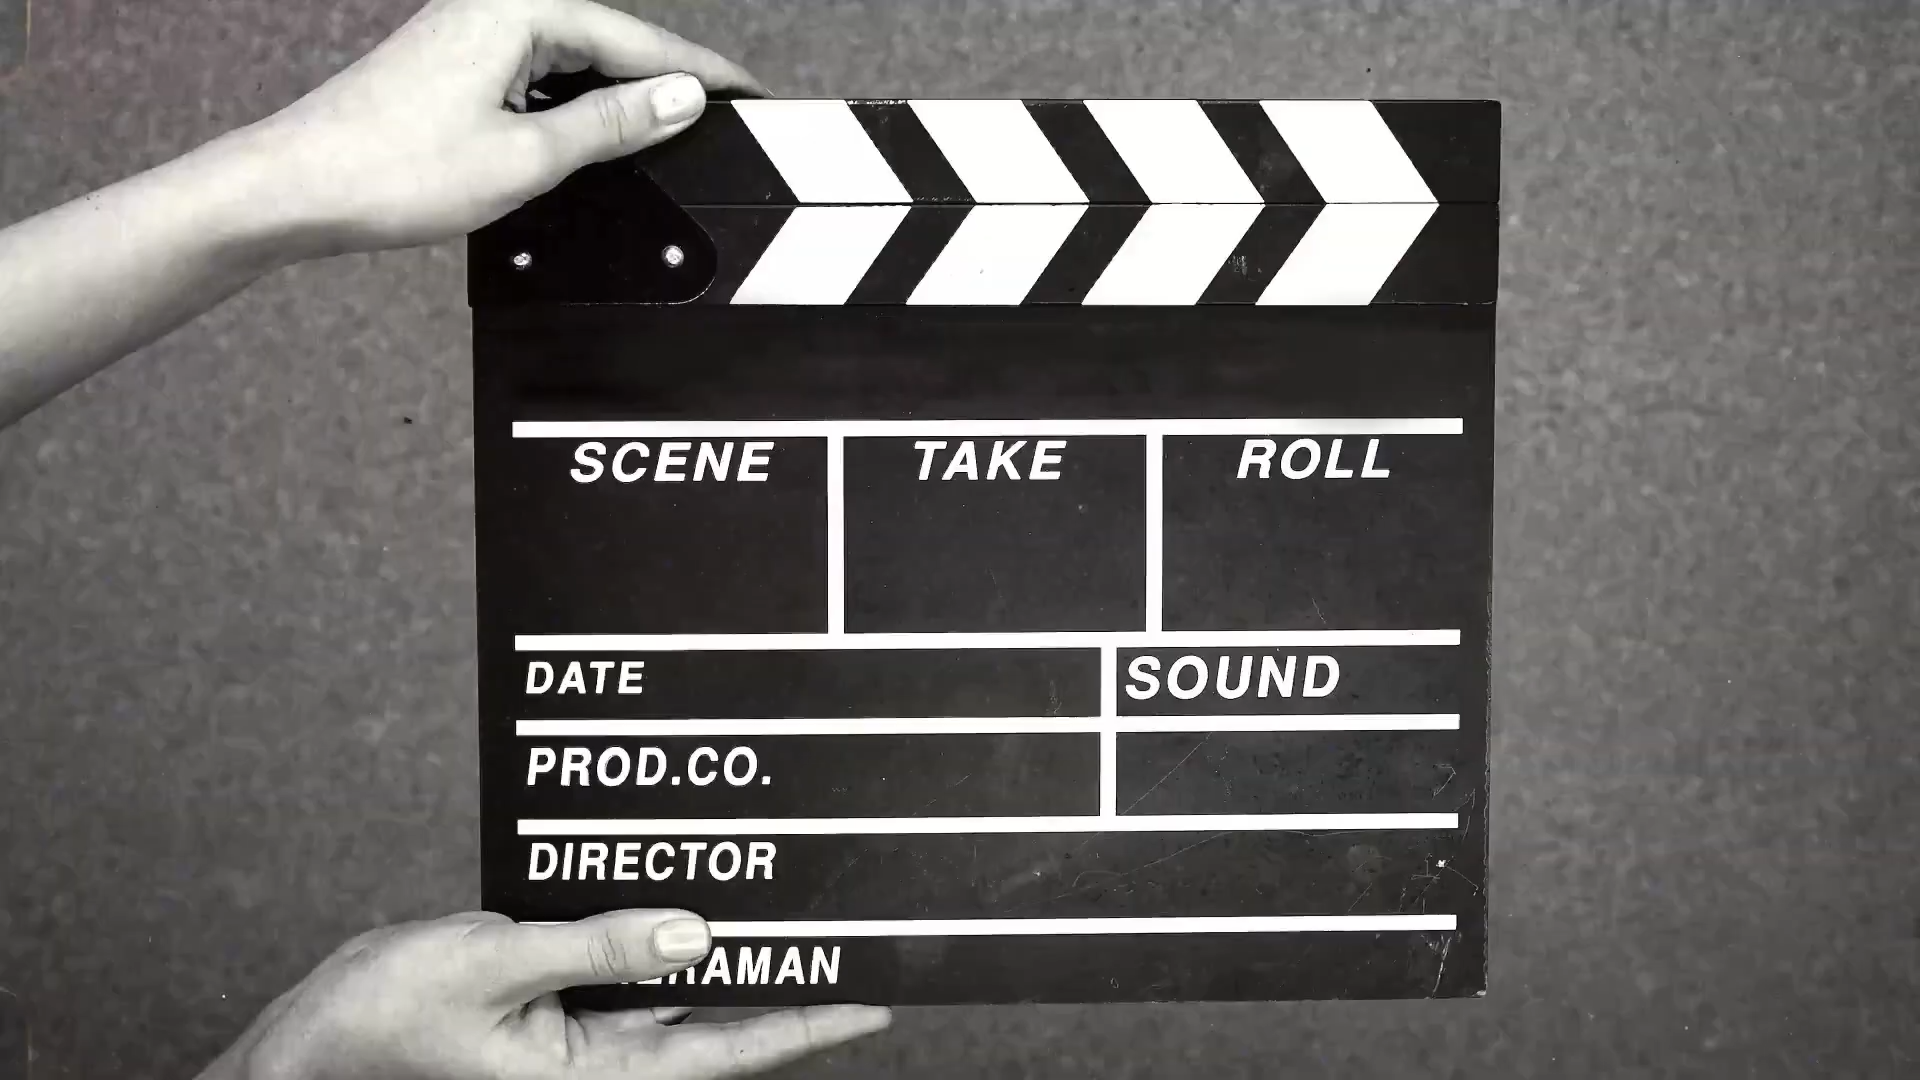 SCENE TAKE ROLL
DATE SOUND
PROD.CO.
DIRECTOR